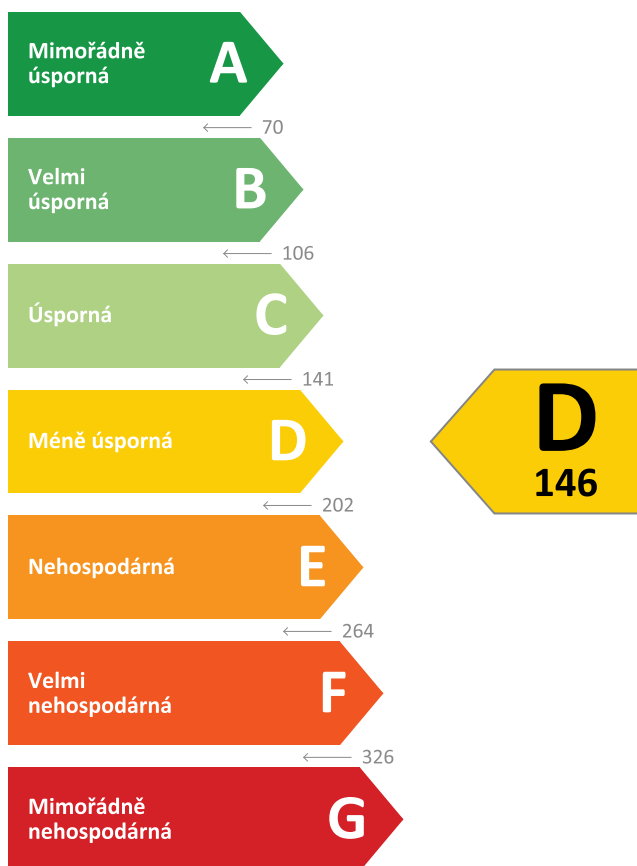 Mimořádně
úsporná
A
70
Velmi
úsporná
B
106
Úsporná
C
141
Méně úsporná
D
D
146
202
Nehospodárná
E
264
Velmi
nehospodárná
F
326
Mimořádně
nehospodárná
G